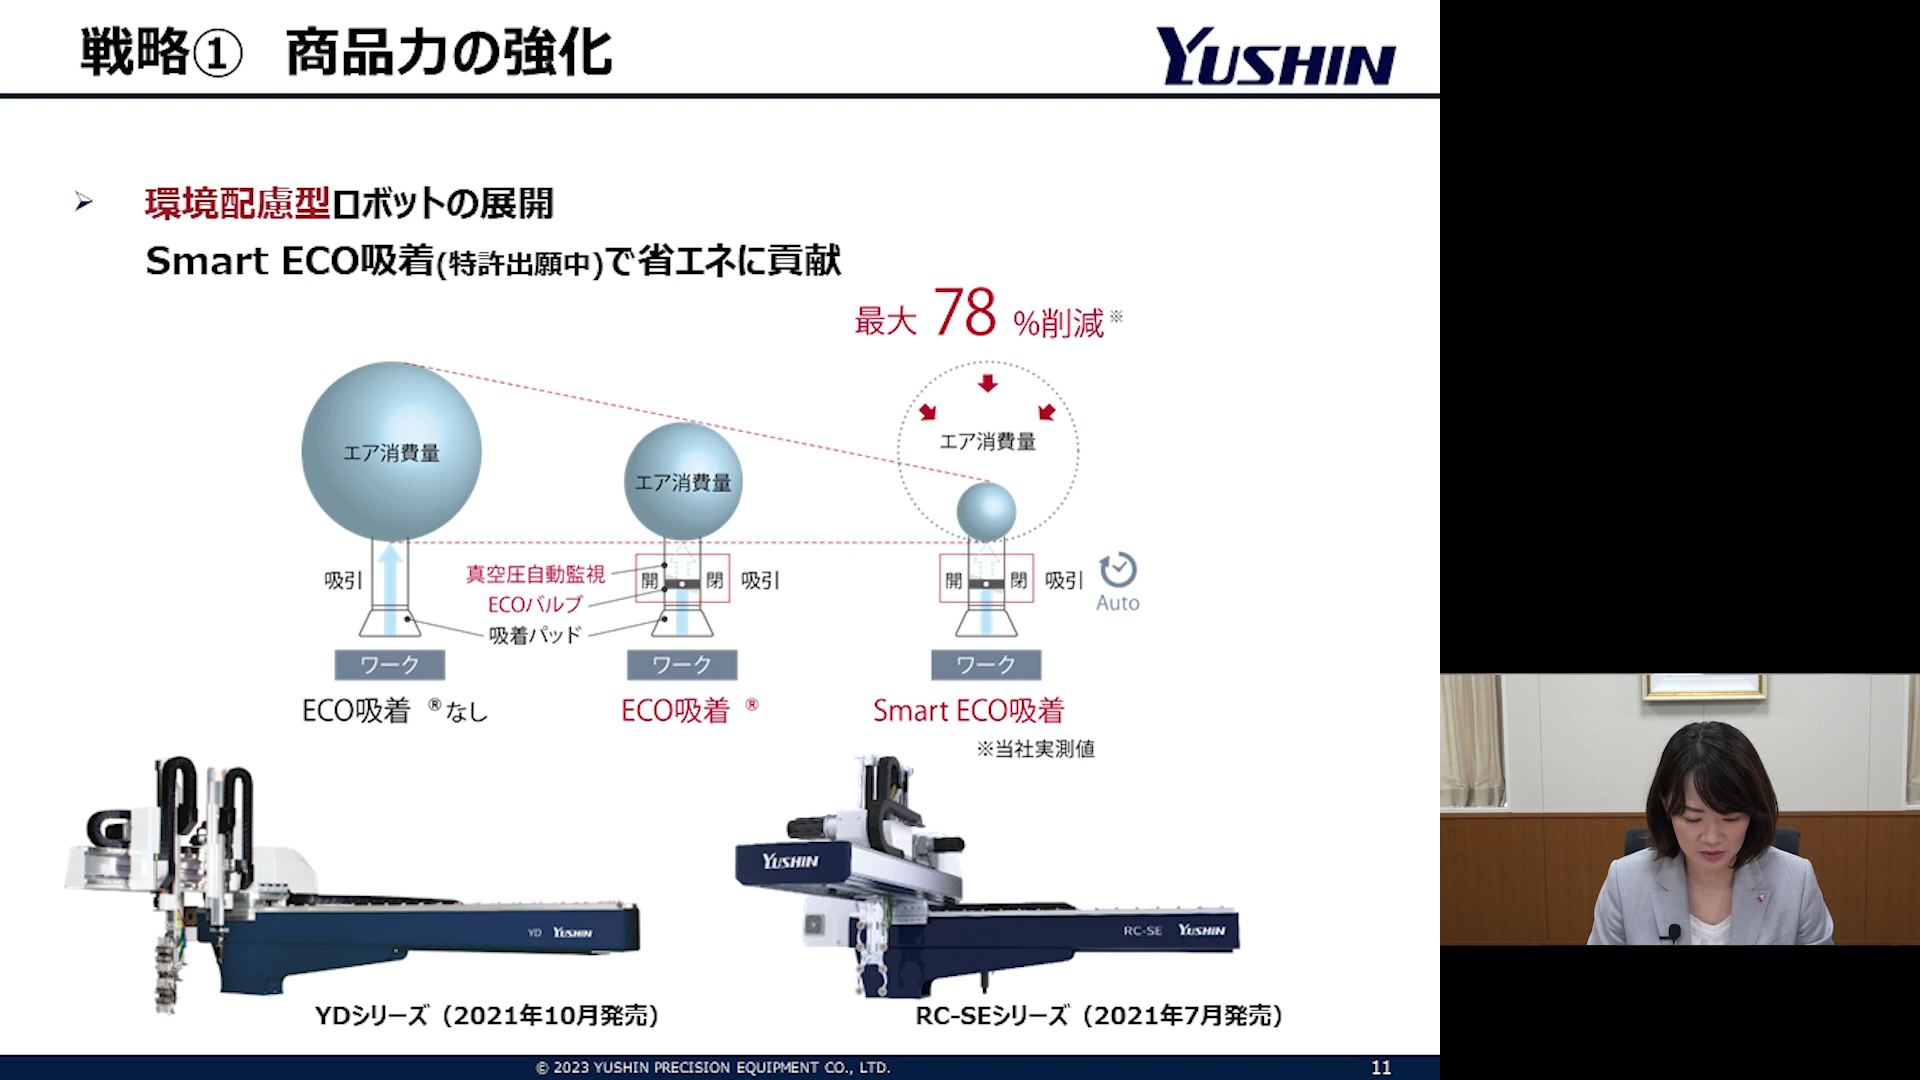 戦略① 商品力の強化
YUSHIN
環境配慮型ロボットの展開
Smart ECO吸着(特許出願中)で省エネに貢献
最大 78 %削減※
エア消費量
エア消費量
エア消費量
吸引
真空圧自動監視
ECOバルブ
吸着パッド
開 閉 吸引
開 閉 吸引
Auto
ワーク
ワーク
ワーク
ECO吸着®なし
ECO吸着®
Smart ECO吸着
※当社実測値
YUSHIN
YD YUSHIN
RC-SE YUSHIN
YDシリーズ（2021年10月発売）
RC-SEシリーズ（2021年7月発売）
© 2023 YUSHIN PRECISION EQUIPMENT CO., LTD.
11